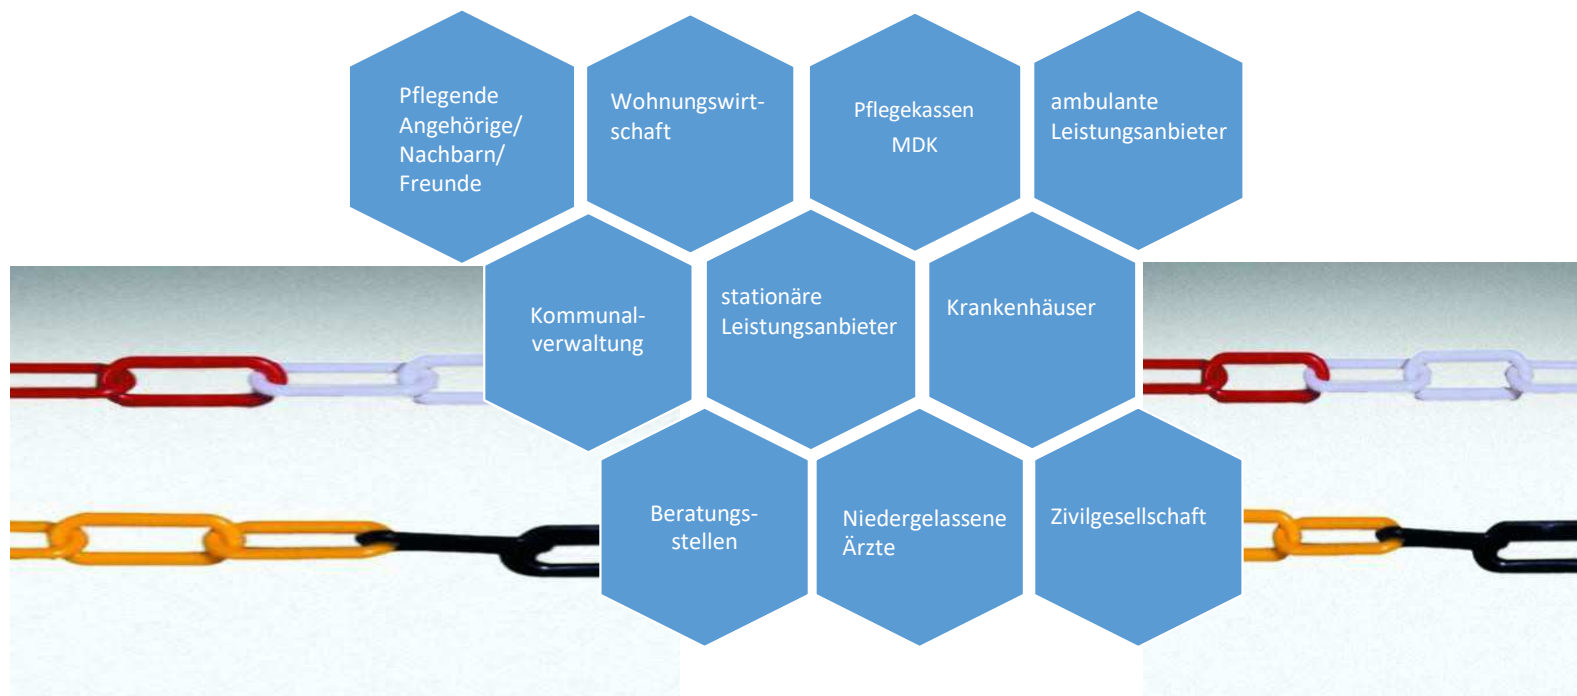 Pflegende
Angehörige/
Nachbarn/
Freunde
Wohnungswirt-
schaft
Pflegekassen
MDK
ambulante
Leistungsanbieter
Kommunal-
verwaltung
stationäre
Leistungsanbieter
Krankenhäuser
Beratungs-
stellen
Niedergelassene
Ärzte
Zivilgesellschaft